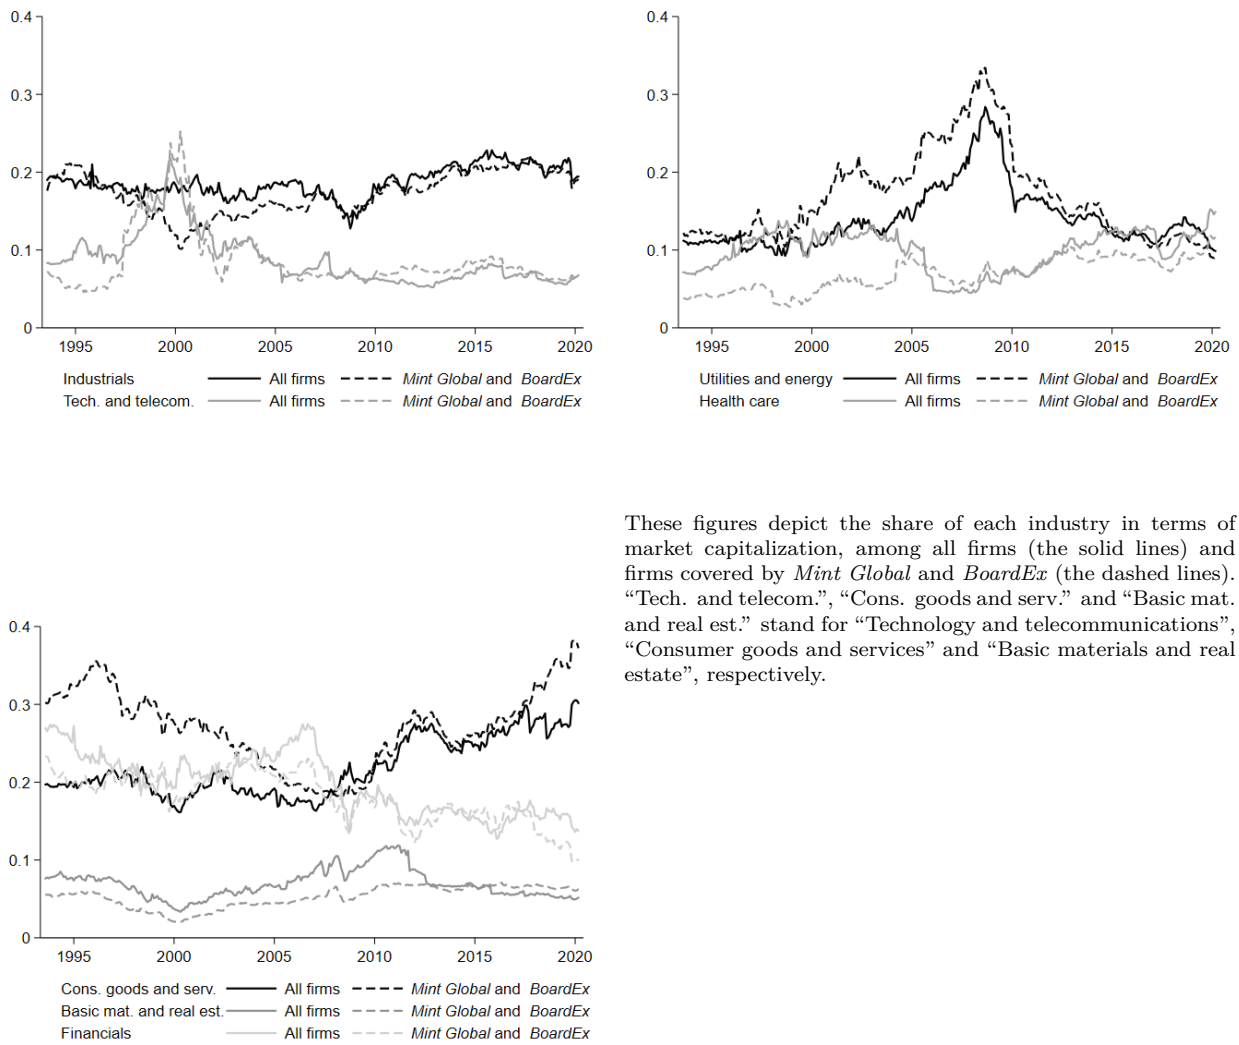 0.4
0.3
0.2
0.1
0
1995 2000 2005 2010 2015 2020
Industrials All firms Mint Global and BoardEx
Tech. and telecom. All firms Mint Global and BoardEx
0.4
0.3
0.2
0.1
0
1995 2000 2005 2010 2015 2020
Utilities and energy All firms Mint Global and BoardEx
Health care All firms Mint Global and BoardEx
0.4
0.3
0.2
0.1
0
1995 2000 2005 2010 2015 2020
Cons. goods and serv. All firms Mint Global and BoardEx
Basic mat. and real est. All firms Mint Global and BoardEx
Financials All firms Mint Global and BoardEx
These figures depict the share of each industry in terms of
market capitalization, among all firms (the solid lines) and
firms covered by Mint Global and BoardEx (the dashed lines).
“Tech. and telecom.”, “Cons. goods and serv.” and “Basic mat.
and real est.” stand for “Technology and telecommunications”,
“Consumer goods and services” and “Basic materials and real
estate”, respectively.